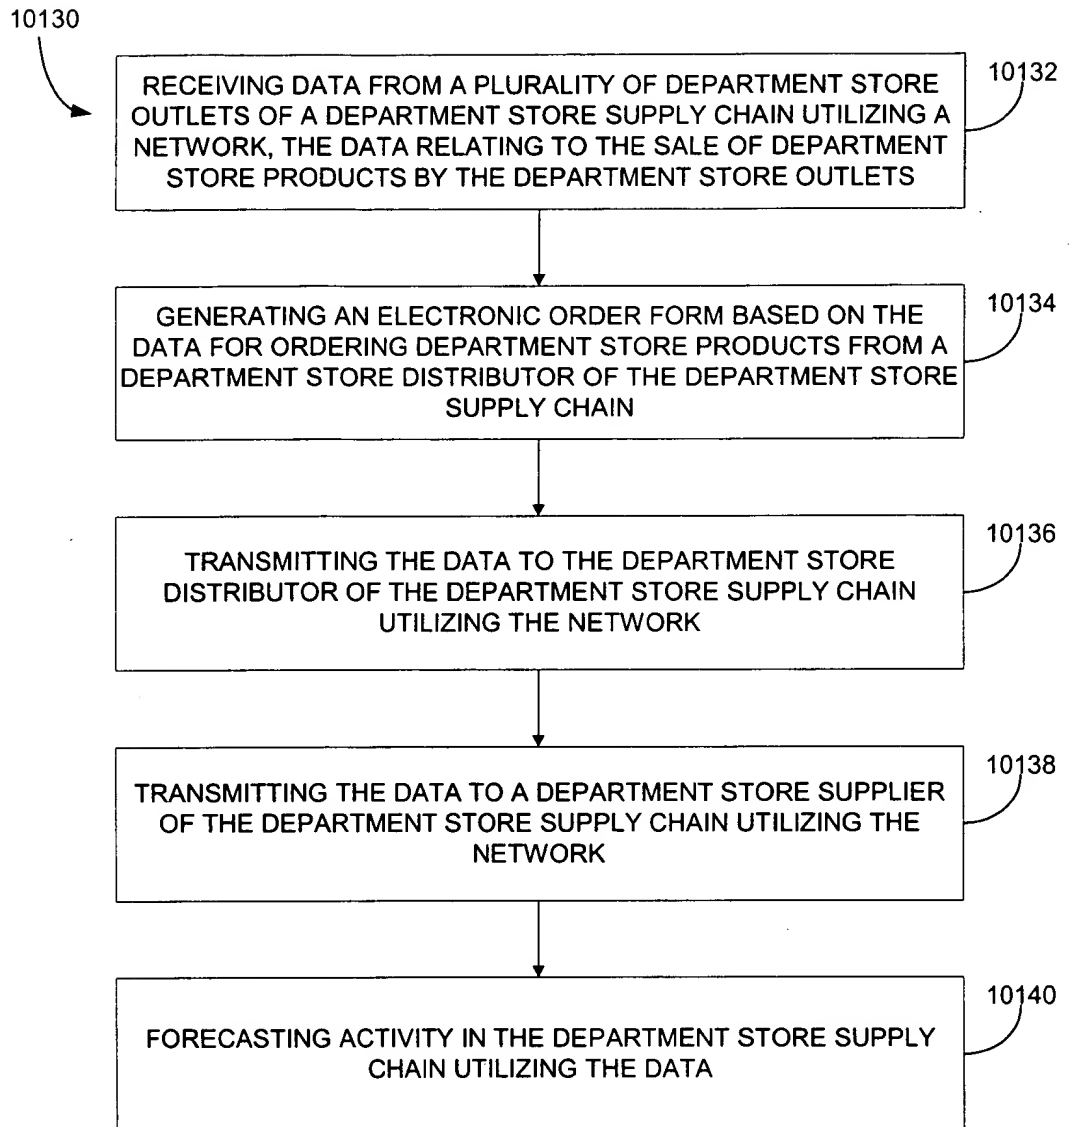 10130
10132
RECEIVING DATA FROM A PLURALITY OF DEPARTMENT STORE
OUTLETS OF A DEPARTMENT STORE SUPPLY CHAIN UTILIZING A
NETWORK, THE DATA RELATING TO THE SALE OF DEPARTMENT
STORE PRODUCTS BY THE DEPARTMENT STORE OUTLETS
10134
GENERATING AN ELECTRONIC ORDER FORM BASED ON THE
DATA FOR ORDERING DEPARTMENT STORE PRODUCTS FROM A
DEPARTMENT STORE DISTRIBUTOR OF THE DEPARTMENT STORE
SUPPLY CHAIN
10136
TRANSMITTING THE DATA TO THE DEPARTMENT STORE
DISTRIBUTOR OF THE DEPARTMENT STORE SUPPLY CHAIN
UTILIZING THE NETWORK
10138
TRANSMITTING THE DATA TO A DEPARTMENT STORE SUPPLIER
OF THE DEPARTMENT STORE SUPPLY CHAIN UTILIZING THE
NETWORK
10140
FORECASTING ACTIVITY IN THE DEPARTMENT STORE SUPPLY
CHAIN UTILIZING THE DATA